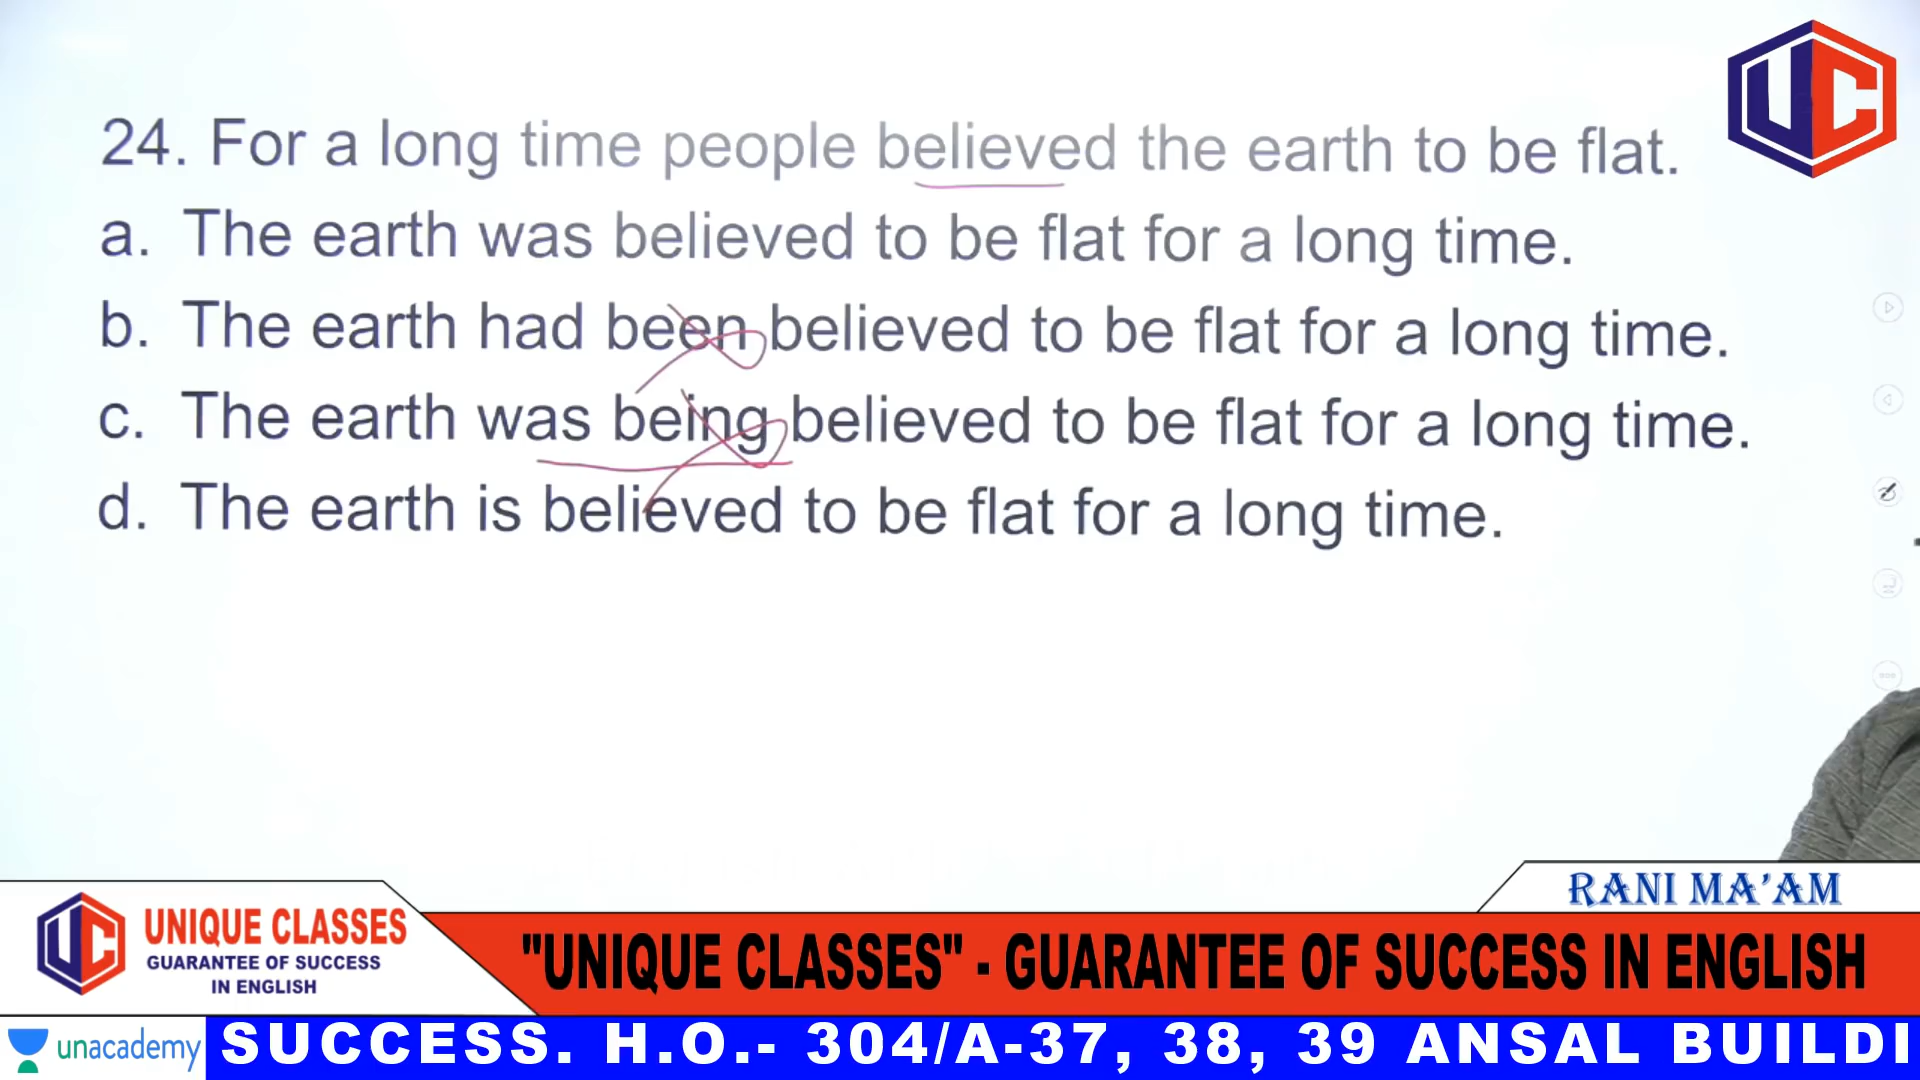 24. For a long time people believed the earth to be flat.
a. The earth was believed to be flat for a long time.
b. The earth had been believed to be flat for a long time.
c. The earth was being believed to be flat for a long time.
d. The earth is believed to be flat for a long time.
UC
RANI MA'AM
UC
UNIQUE CLASSES
GUARANTEE OF SUCCESS
IN ENGLISH
"UNIQUE CLASSES" - GUARANTEE OF SUCCESS IN ENGLISH
unacademy
SUCCESS. H.O.- 304/A-37, 38, 39 ANSAL BUILDI